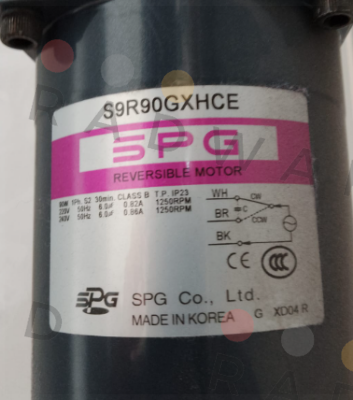 S9R90GXHCE
SPG
REVERSIBLE MOTOR
90W 1Ph. S2 30min. CLASS B T.P. IP23
220V 50Hz 6.0㎌ 0.82A 1250RPM
240V 50Hz 6.0㎌ 0.86A 1250RPM
WH CW
C
BR CCW
BK
CE CCC
SPG SPG Co., Ltd.
MADE IN KOREA G XD04 R
RADWA